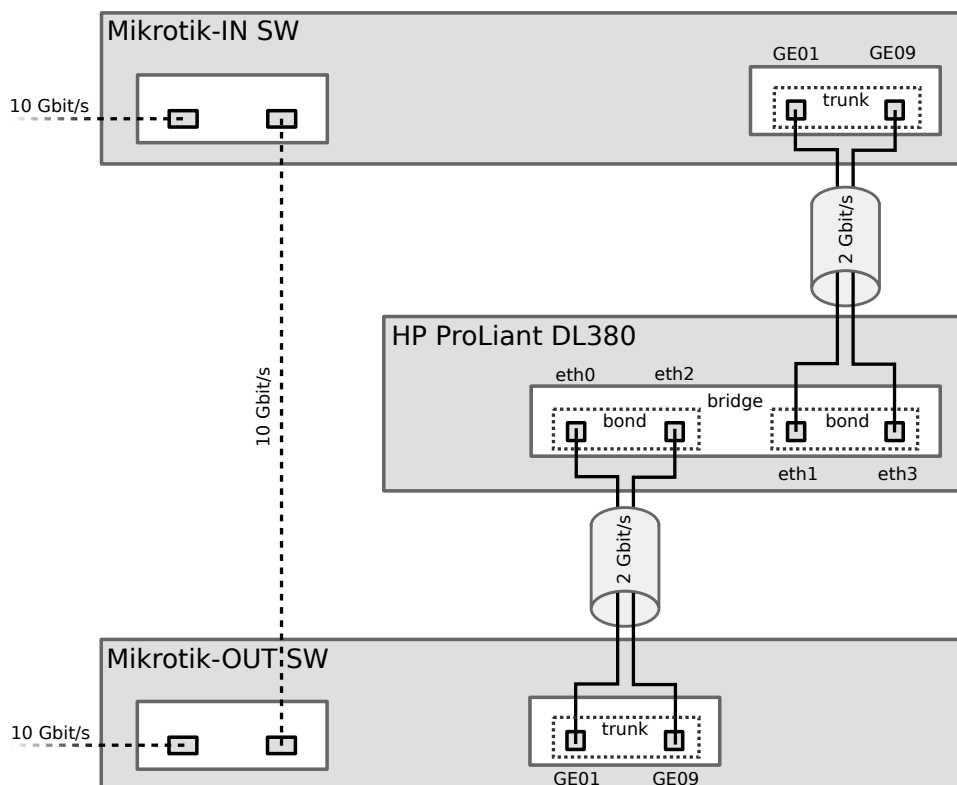 Mikrotik-IN SW
GE01 GE09
trunk
10 Gbit/s
2 Gbit/s
HP ProLiant DL380
eth0 eth2
bridge
bond bond
10 Gbit/s
eth1 eth3
2 Gbit/s
Mikrotik-OUT SW
trunk
10 Gbit/s
GE01 GE09